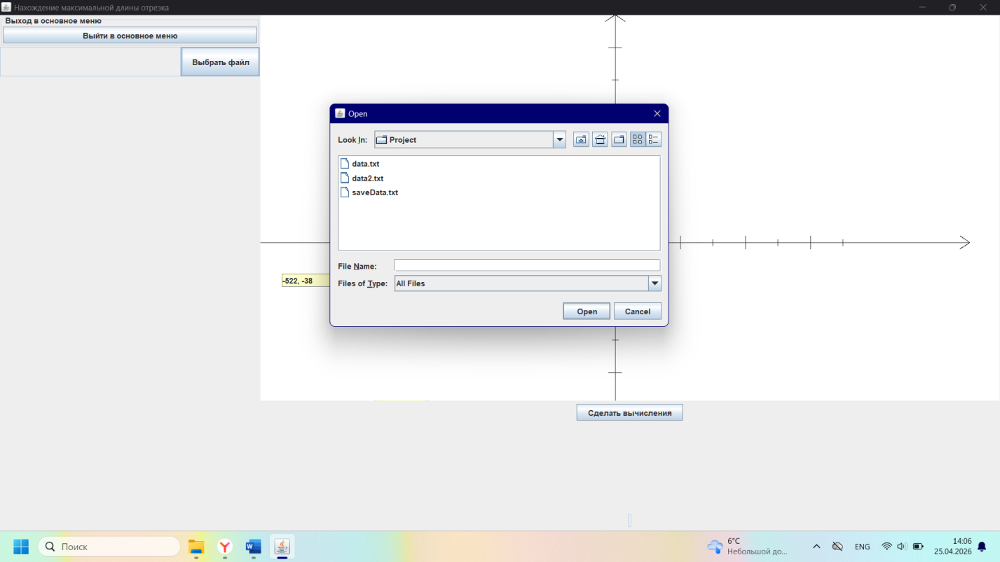 Нахождение максимальной длины отрезка
Выход в основное меню
Выйти в основное меню
Выбрать файл
Open
Look In:
Project
data.txt
data2.txt
saveData.txt
File Name:
Files of Type:
All Files
Open
Cancel
-522, -38
Сделать вычисления
Поиск
6°C
Небольшой до...
ENG
14:06
25.04.2026